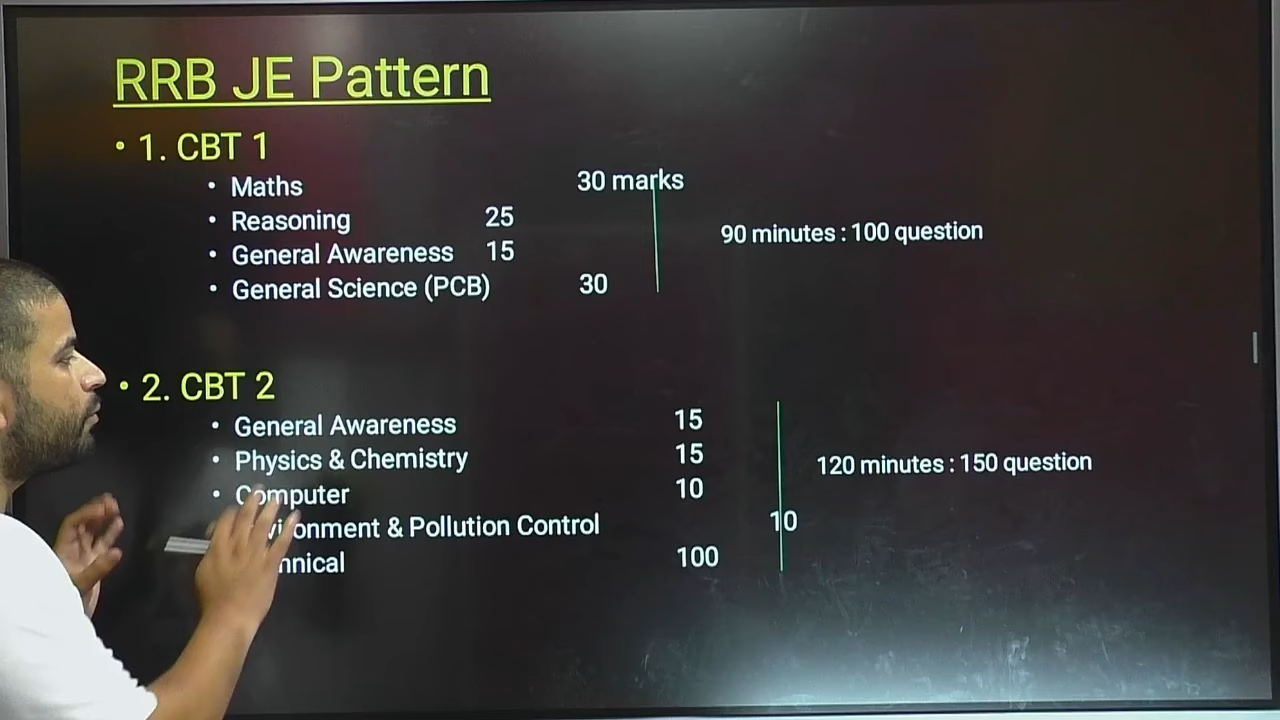 RRB JE Pattern
• 1. CBT 1
• Maths 30 marks
• Reasoning 25
• General Awareness 15
• General Science (PCB) 30
90 minutes : 100 question
• 2. CBT 2
• General Awareness 15
• Physics & Chemistry 15
• Computer 10
& Pollution Control 10
100
120 minutes : 150 question